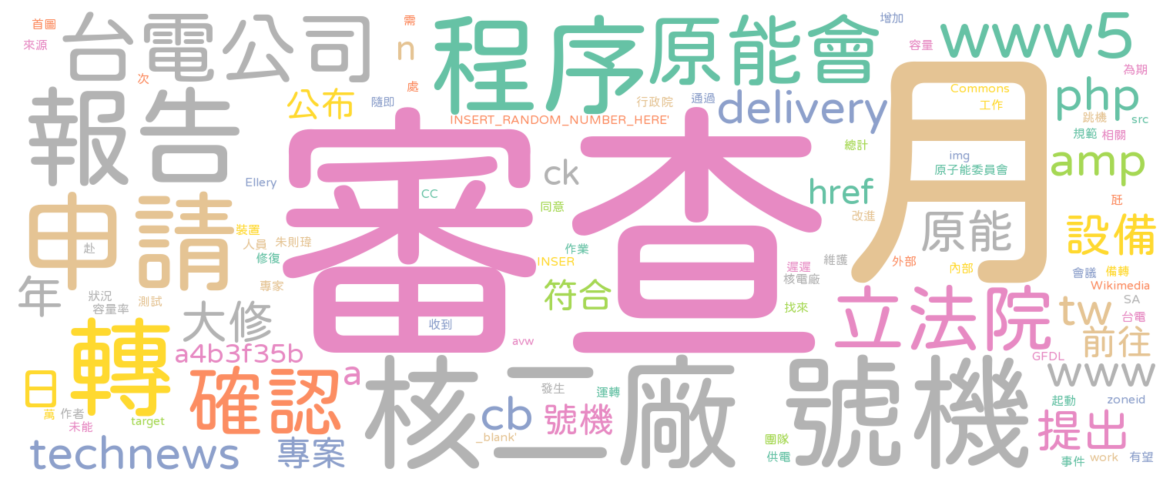 首圖
來源
台電公司
次
需
n
處
程序
原能會
增加
容量
www5
為期
報告
公布
隨即
行政院
通過
delivery
Commons
工作
php
跳機
src
INSERT_RANDOM_NUMBER_HERE'
規範
相關
審查
月
總計
amp
img
原子能委員會
Ellery
CC
ck
href
申請
同意
改進
原能
設備
赴
裝置
人員
朱則瑋
修復
作業
INSER
維護
外部
內部
會議
備轉
遲遲
核電廠
專家
Wikimedia
年
狀況
容量率
測試
大修
符合
找來
立法院
tw
SA
台電
前往
收到
轉
a4b3f35b
avw
GFDL
日
確認
a
核三廠
號機
www
發生
運轉
起動
zoneid
萬
作者
未能
target
cb
號機
提出
technews
專案
_blank'
團隊
供電
事件
work
有望